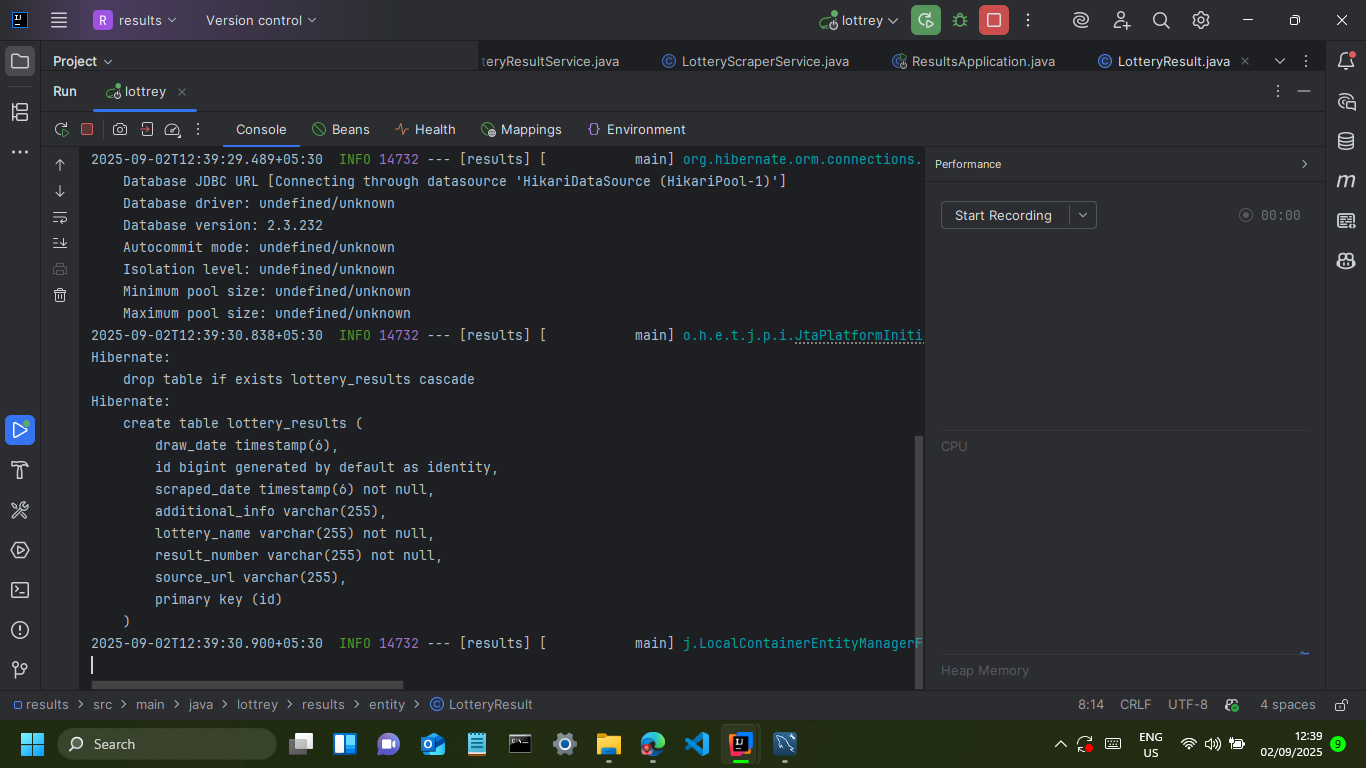 R results Version control lottrey
Project teryResultService.java LotteryScraperService.java ResultsApplication.java LotteryResult.java
Run lottrey
Console Beans Health Mappings Environment
2025-09-02T12:39:29.489+05:30 INFO 14732 --- [results] [ main] org.hibernate.orm.connections.
Database JDBC URL [Connecting through datasource 'HikariDataSource (HikariPool-1)']
Database driver: undefined/unknown
Database version: 2.3.232
Autocommit mode: undefined/unknown
Isolation level: undefined/unknown
Minimum pool size: undefined/unknown
Maximum pool size: undefined/unknown
2025-09-02T12:39:30.838+05:30 INFO 14732 --- [results] [ main] o.h.e.t.j.p.i.JtaPlatformIniti
Hibernate:
drop table if exists lottery_results cascade
Hibernate:
create table lottery_results (
draw_date timestamp(6),
id bigint generated by default as identity,
scraped_date timestamp(6) not null,
additional_info varchar(255),
lottery_name varchar(255) not null,
result_number varchar(255) not null,
source_url varchar(255),
primary key (id)
)
2025-09-02T12:39:30.900+05:30 INFO 14732 --- [results] [ main] j.LocalContainerEntityManagerF
Performance
Start Recording 00:00
CPU
Heap Memory
results > src > main > java > lottrey > results > entity > LotteryResult 8:14 CRLF UTF-8 4 spaces
Search
ENG
US
12:39
02/09/2025
9